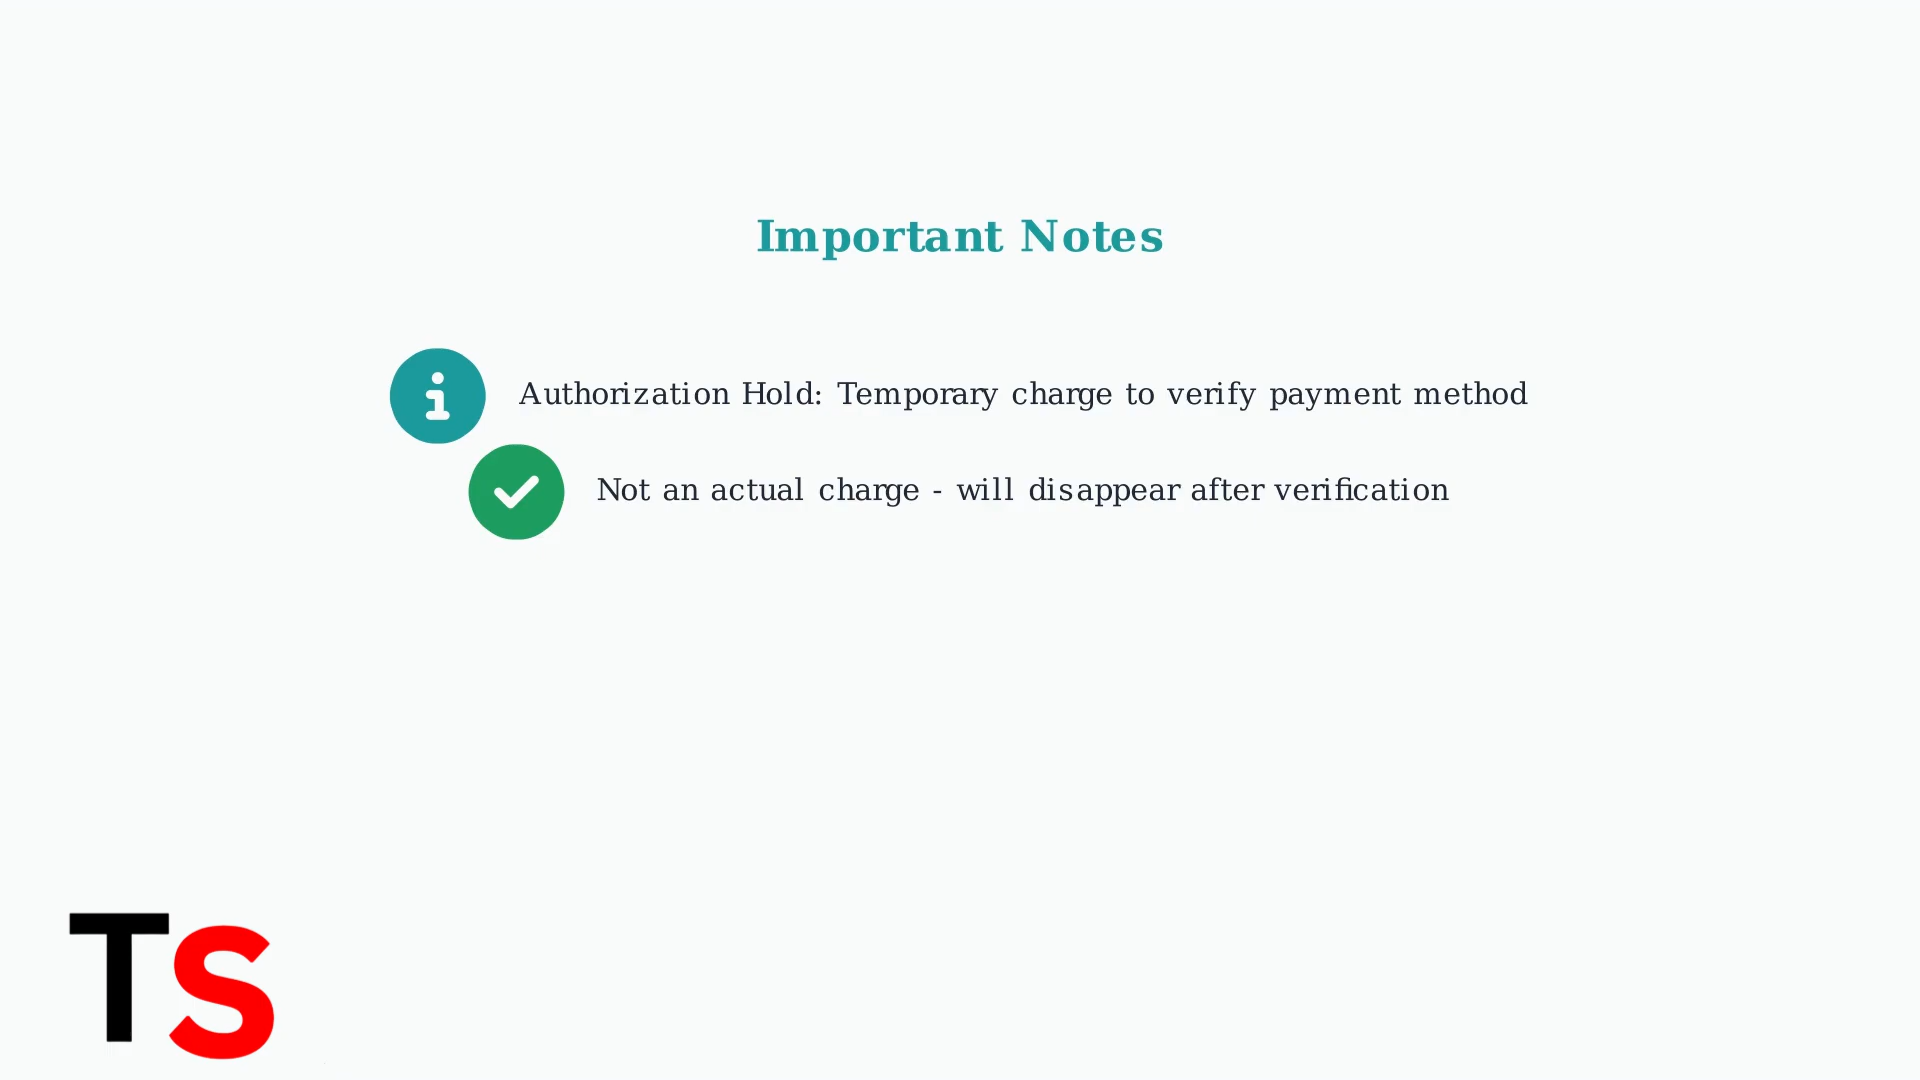 Important Notes
Authorization Hold: Temporary charge to verify payment method
Not an actual charge - will disappear after verification
TS